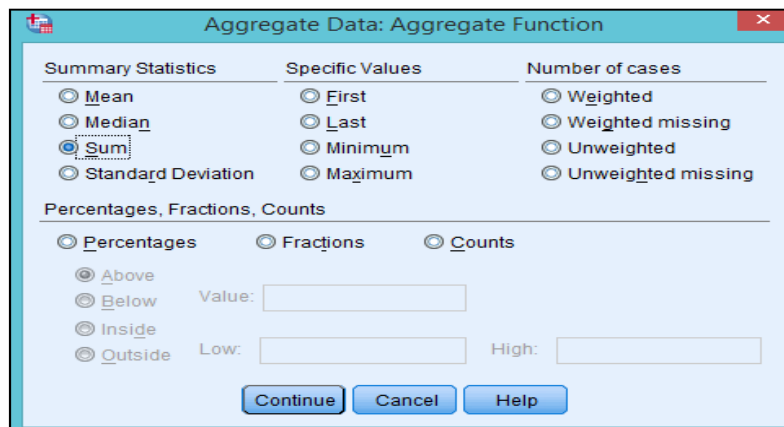 Aggregate Data: Aggregate Function
Summary Statistics Specific Values Number of cases
Mean First Weighted
Median Last Weighted missing
Sum Minimum Unweighted
Standard Deviation Maximum Unweighted missing
Percentages, Fractions, Counts
Percentages Fractions Counts
Above
Below Value:
Inside
Outside Low: High:
Continue Cancel Help